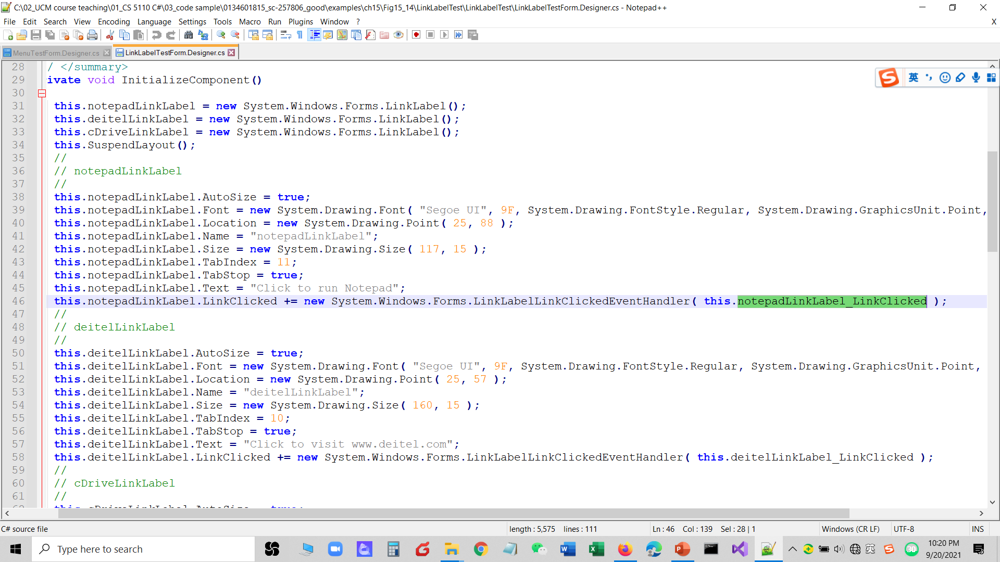 C:\02_UCM course teaching\01_CS 5110 C#\03_code sample\0134601815_sc-257806_good\examples\ch15\Fig15_14\LinkLabelTest\LinkLabelTest\LinkLabelTestForm.Designer.cs - Notepad++
File Edit Search View Encoding Language Settings Tools Macro Run Plugins Window ? X
MenuTestForm.Designer.cs LinkLabelTestForm.Designer.cs
28 / </summary>
29 ivate void InitializeComponent()
英
30
31 this.notepadLinkLabel = new System.Windows.Forms.LinkLabel();
32 this.deitelLinkLabel = new System.Windows.Forms.LinkLabel();
33 this.cDriveLinkLabel = new System.Windows.Forms.LinkLabel();
34 this.SuspendLayout();
35 //
36 // notepadLinkLabel
37 //
38 this.notepadLinkLabel.AutoSize = true;
39 this.notepadLinkLabel.Font = new System.Drawing.Font( "Segoe UI", 9F, System.Drawing.FontStyle.Regular, System.Drawing.GraphicsUnit.Point,
40 this.notepadLinkLabel.Location = new System.Drawing.Point( 25, 88 );
41 this.notepadLinkLabel.Name = "notepadLinkLabel";
42 this.notepadLinkLabel.Size = new System.Drawing.Size( 117, 15 );
43 this.notepadLinkLabel.TabIndex = 11;
44 this.notepadLinkLabel.TabStop = true;
45 this.notepadLinkLabel.Text = "Click to run Notepad";
46 this.notepadLinkLabel.LinkClicked += new System.Windows.Forms.LinkLabelLinkClickedEventHandler( this.notepadLinkLabel_LinkClicked );
47 //
48 // deitelLinkLabel
49 //
50 this.deitelLinkLabel.AutoSize = true;
51 this.deitelLinkLabel.Font = new System.Drawing.Font( "Segoe UI", 9F, System.Drawing.FontStyle.Regular, System.Drawing.GraphicsUnit.Point,
52 this.deitelLinkLabel.Location = new System.Drawing.Point( 25, 57 );
53 this.deitelLinkLabel.Name = "deitelLinkLabel";
54 this.deitelLinkLabel.Size = new System.Drawing.Size( 160, 15 );
55 this.deitelLinkLabel.TabIndex = 10;
56 this.deitelLinkLabel.TabStop = true;
57 this.deitelLinkLabel.Text = "Click to visit www.deitel.com";
58 this.deitelLinkLabel.LinkClicked += new System.Windows.Forms.LinkLabelLinkClickedEventHandler( this.deitelLinkLabel_LinkClicked );
59 //
60 // cDriveLinkLabel
61 //
C# source file length : 5,575 lines : 111 Ln : 46 Col : 139 Sel : 28 | 1 Windows (CR LF) UTF-8 INS
Type here to search 英 30 10:20 PM
9/20/2021